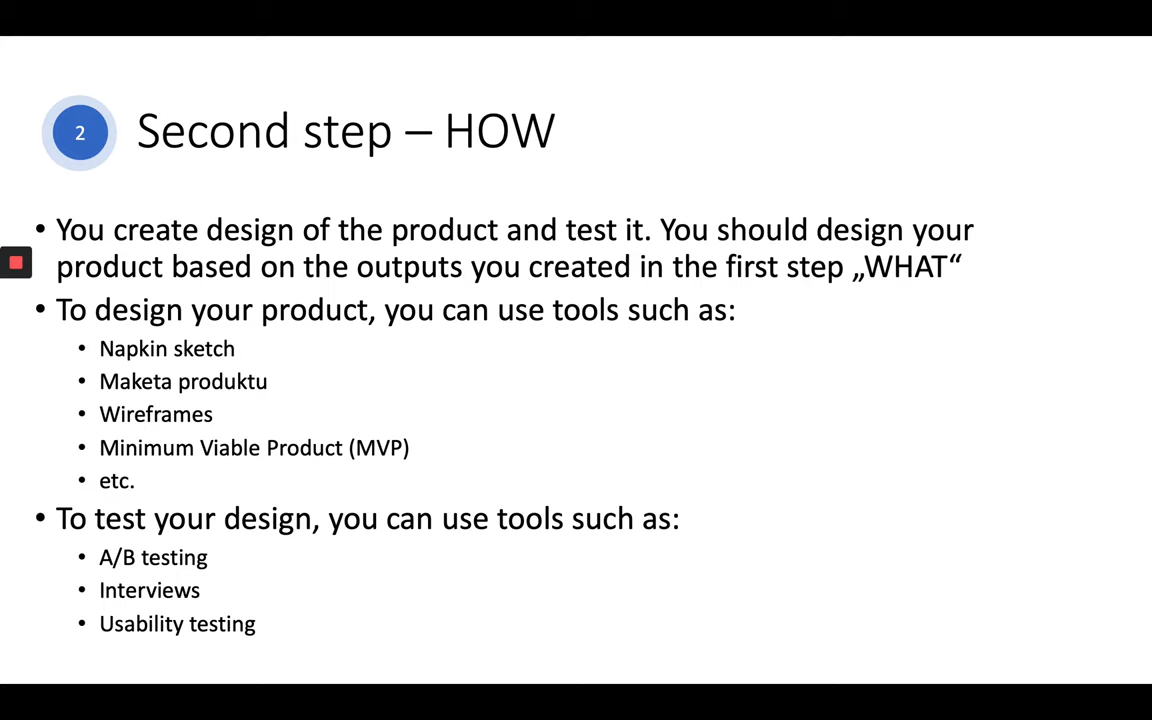 2
Second step – HOW
• You create design of the product and test it. You should design your
product based on the outputs you created in the first step „WHAT“
• To design your product, you can use tools such as:
• Napkin sketch
• Maketa produktu
• Wireframes
• Minimum Viable Product (MVP)
• etc.
• To test your design, you can use tools such as:
• A/B testing
• Interviews
• Usability testing